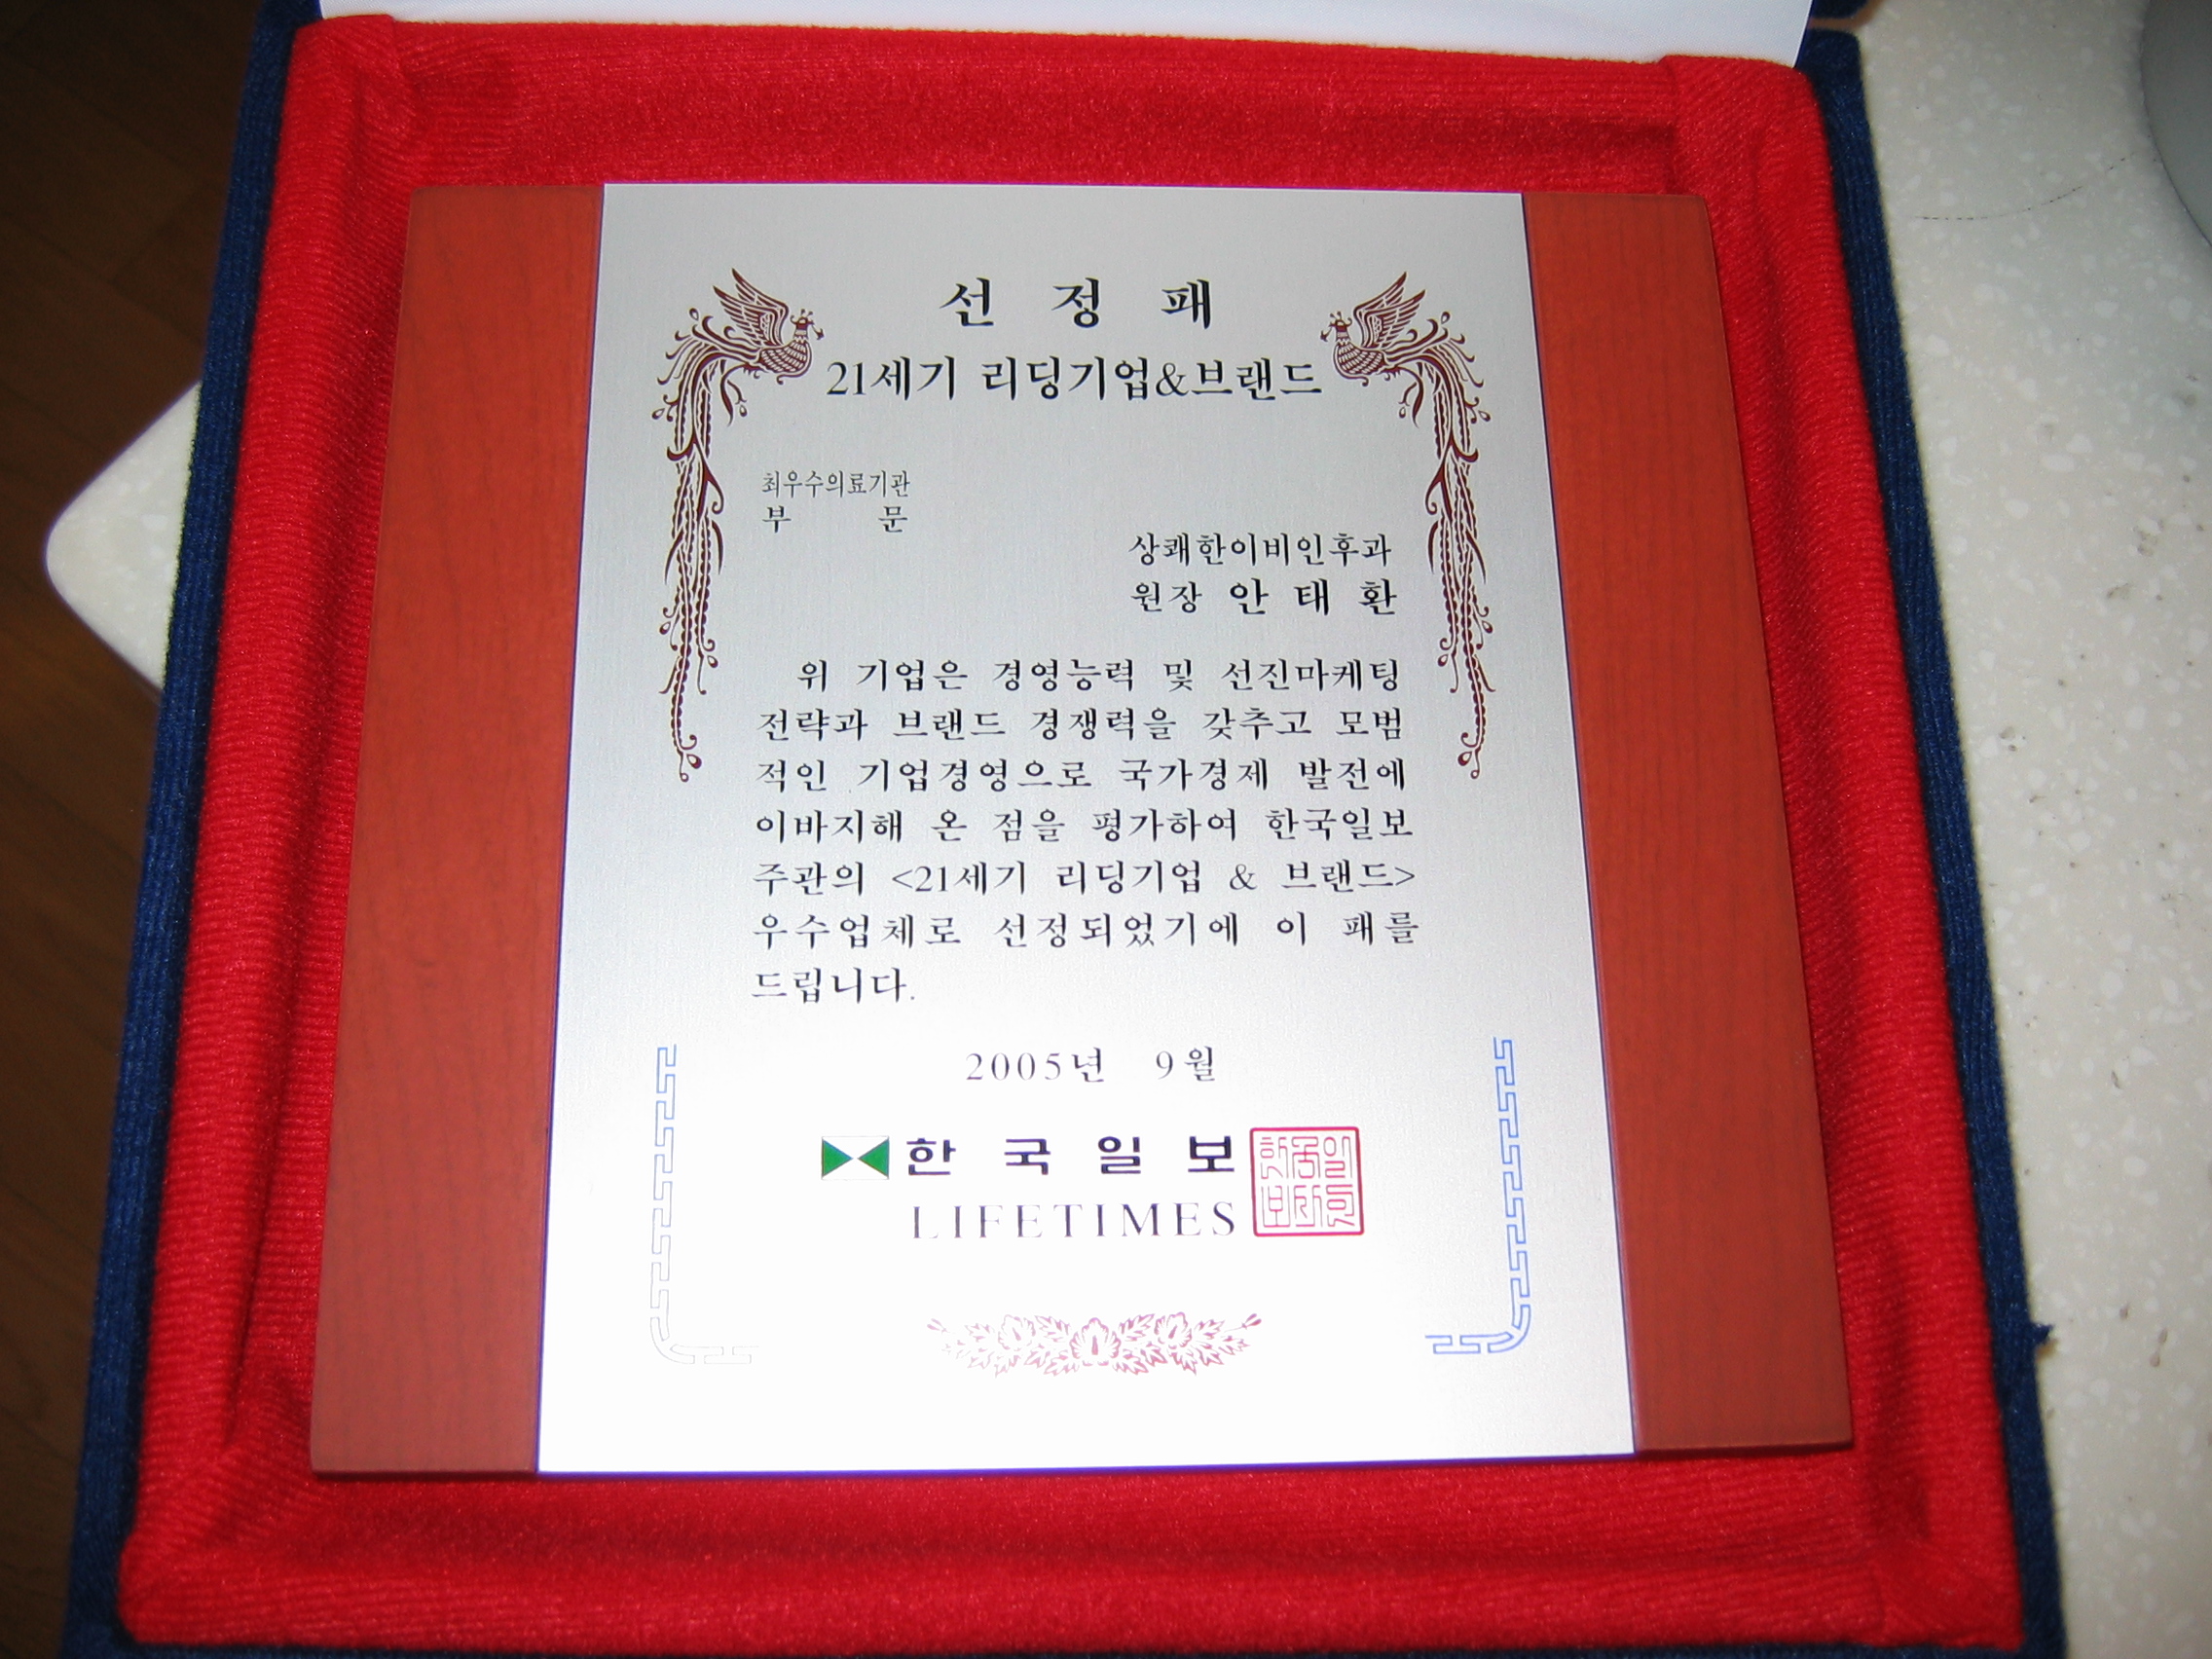 선 정 패
21세기 리딩기업&브랜드
최우수의료기관
부 문
상쾌한이비인후과
원장 안 태 환
위 기업은 경영능력 및 선진마케팅
전략과 브랜드 경쟁력을 갖추고 모범
적인 기업경영으로 국가경제 발전에
이바지해 온 점을 평가하여 한국일보
주관의 <21세기 리딩기업 & 브랜드>
우수업체로 선정되었기에 이 패를
드립니다.
2005년 9월
한 국 일 보
LIFETIMES